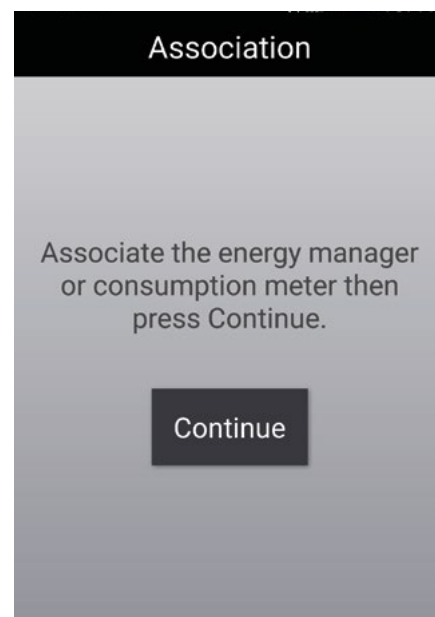 Association
Associate the energy manager
or consumption meter then
press Continue.
Continue